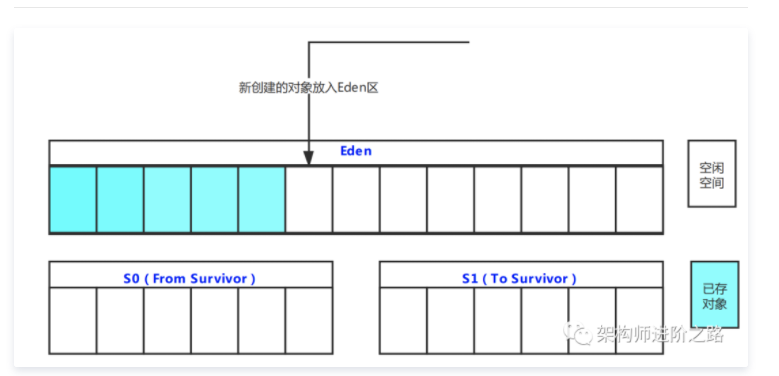 新创建的对象放入Eden区
Eden
空闲
空间
S0（From Survivor）
S1（To Survivor）
已存
对象
架构师进阶之路